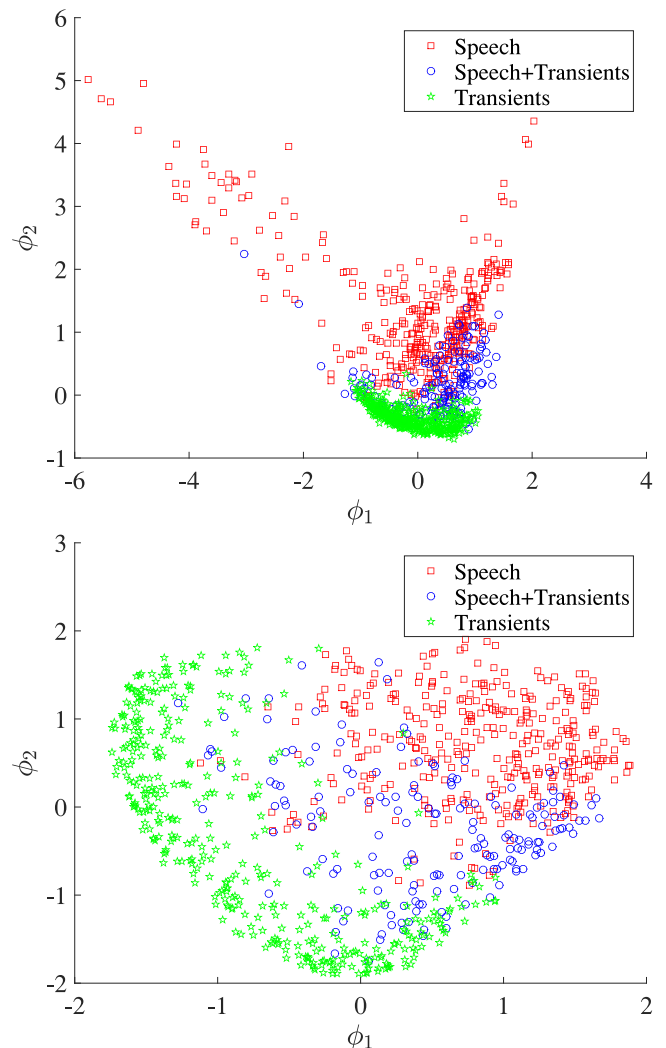 6
5
4
3
2
1
0
-1
ϕ2
Speech
Speech+Transients
Transients
-6 -4 -2 0 2 4
ϕ1
3
2
1
0
-1
-2
ϕ2
Speech
Speech+Transients
Transients
-2 -1 0 1 2
ϕ1